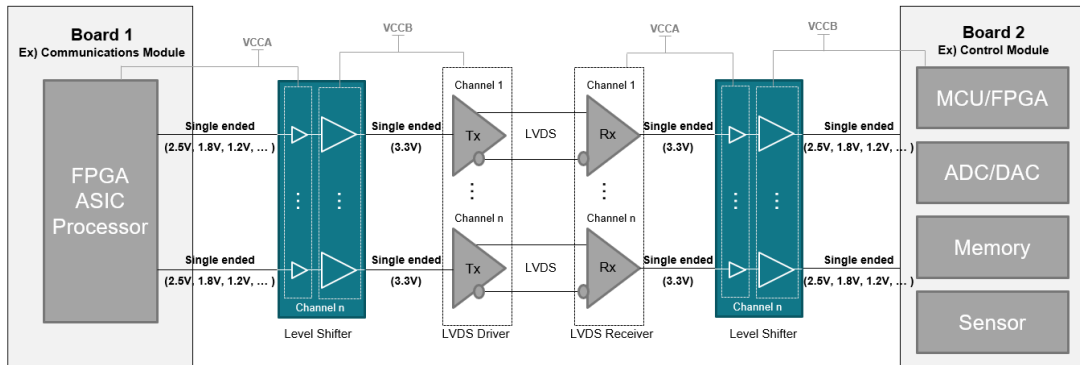 Board 1
Ex) Communications Module
VCCA
VCCB
VCCA
VCCB
Board 2
Ex) Control Module
FPGA
ASIC
Processor
Single ended
(2.5V, 1.8V, 1.2V, ... )
Single ended
(2.5V, 1.8V, 1.2V, ... )
...
...
Channel n
Level Shifter
Single ended
(3.3V)
Single ended
(3.3V)
Channel 1
Tx
...
Channel n
Tx
LVDS Driver
LVDS
LVDS
Channel 1
Rx
...
Channel n
Rx
LVDS Receiver
Single ended
(3.3V)
Single ended
(3.3V)
...
...
Channel n
Level Shifter
Single ended
(2.5V, 1.8V, 1.2V, ... )
Single ended
(2.5V, 1.8V, 1.2V, ... )
MCU/FPGA
ADC/DAC
Memory
Sensor